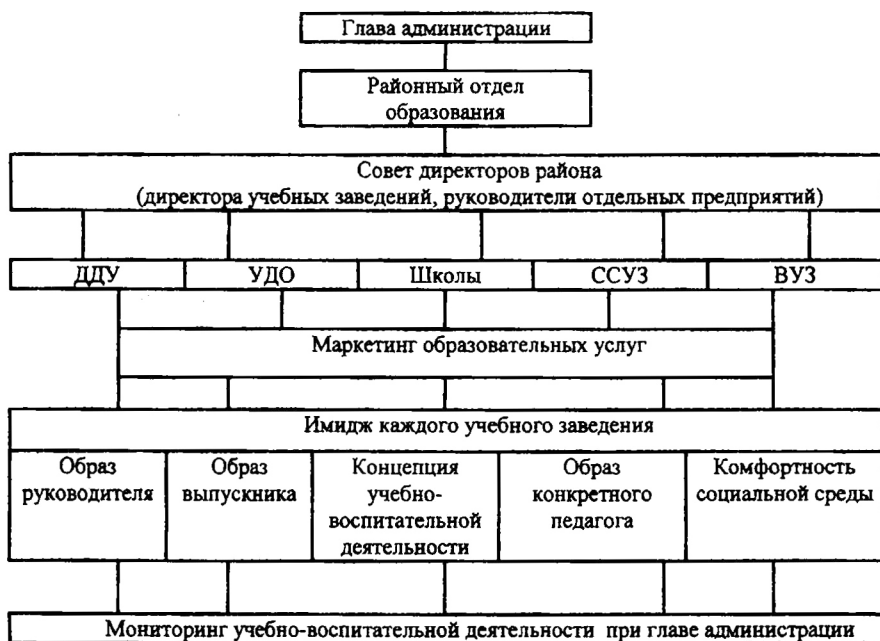 Глава администрации
Районный отдел
образования
Совет директоров района
(директора учебных заведений, руководители отдельных предприятий)
ДДУ
УДО
Школы
ССУЗ
ВУЗ
Маркетинг образовательных услуг
Имидж каждого учебного заведения
Образ
руководителя
Образ
выпускника
Концепция
учебно-
воспитательной
деятельности
Образ
конкретного
педагога
Комфортность
социальной среды
Мониторинг учебно-воспитательной деятельности при главе администрации